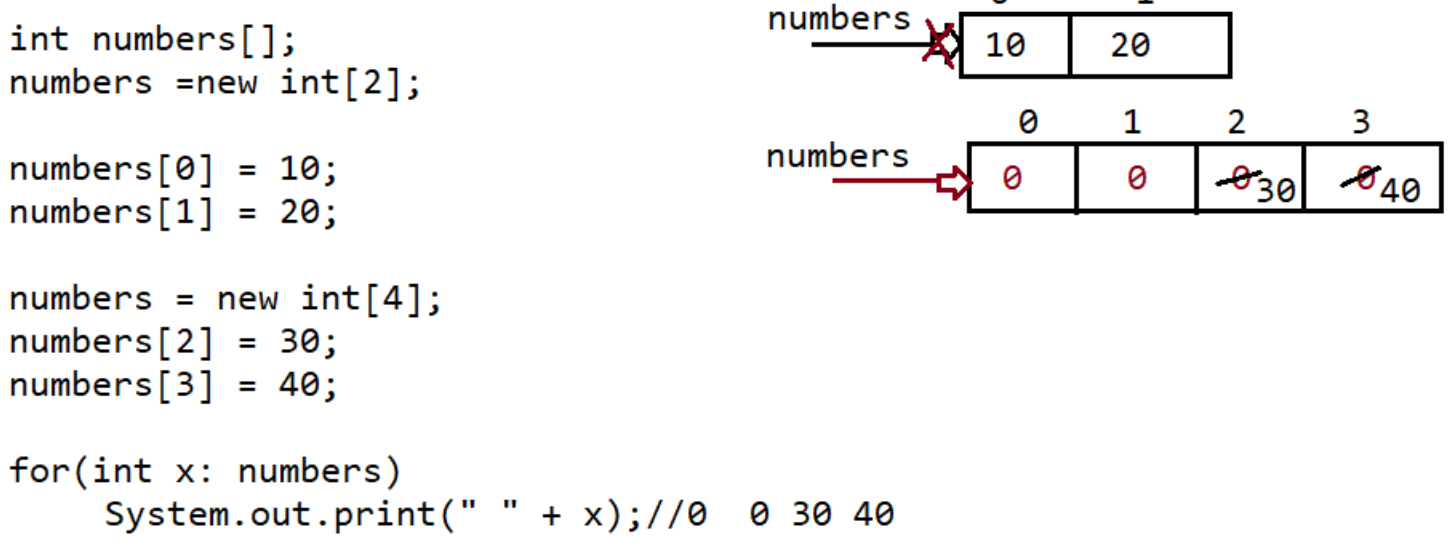 int numbers[];
numbers =new int[2];
numbers[0] = 10;
numbers[1] = 20;
numbers = new int[4];
numbers[2] = 30;
numbers[3] = 40;
for(int x: numbers)
System.out.print(" " + x);//0  0 30 40
numbers
10 20
0 1 2 3
numbers
0 0 0 30 0 40